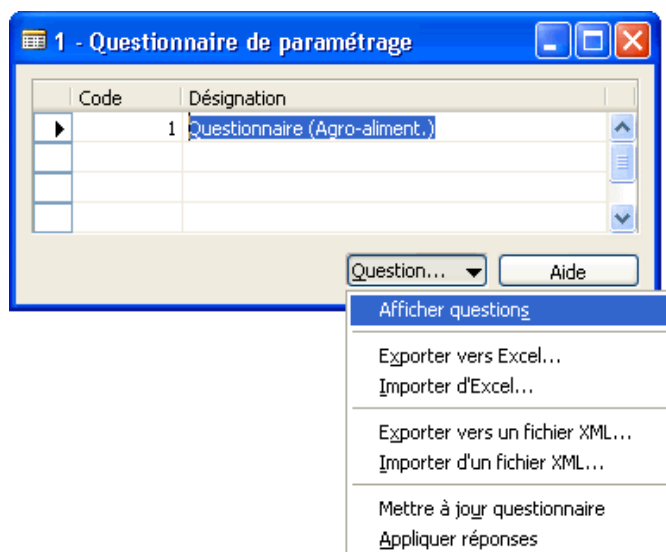 1 - Questionnaire de paramétrage
Code Désignation
1 Questionnaire (Agro-aliment.)
Question... Aide
Afficher questions
Exporter vers Excel...
Importer d'Excel...
Exporter vers un fichier XML...
Importer d'un fichier XML...
Mettre à jour questionnaire
Appliquer réponses